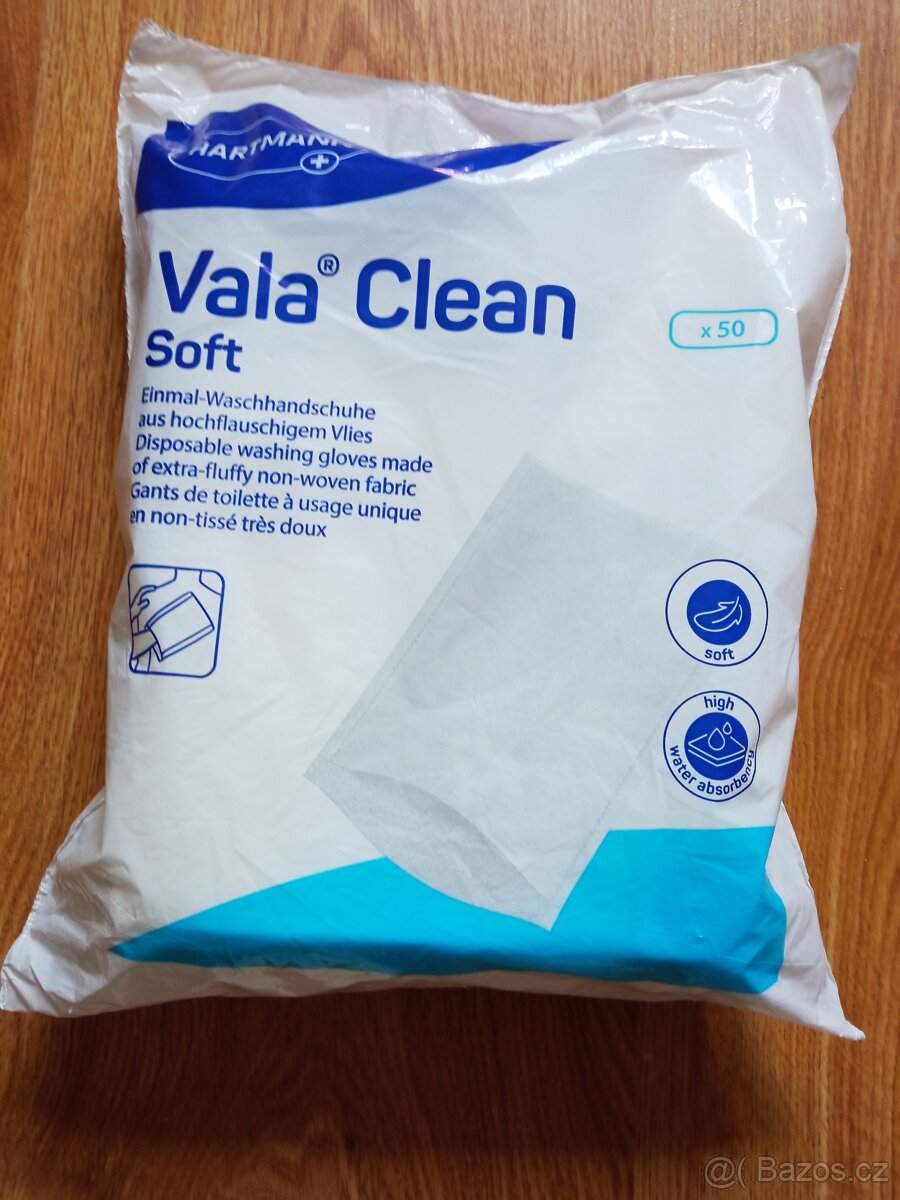 HARTMANN
Vala® Clean
Soft
x 50
Einmal-Waschhandschuhe
aus hochflauschigem Vlies
Disposable washing gloves made
of extra-fluffy non-woven fabric
Gants de toilette à usage unique
en non-tissé très doux
soft
high
water absorbency
@( Bazos.cz